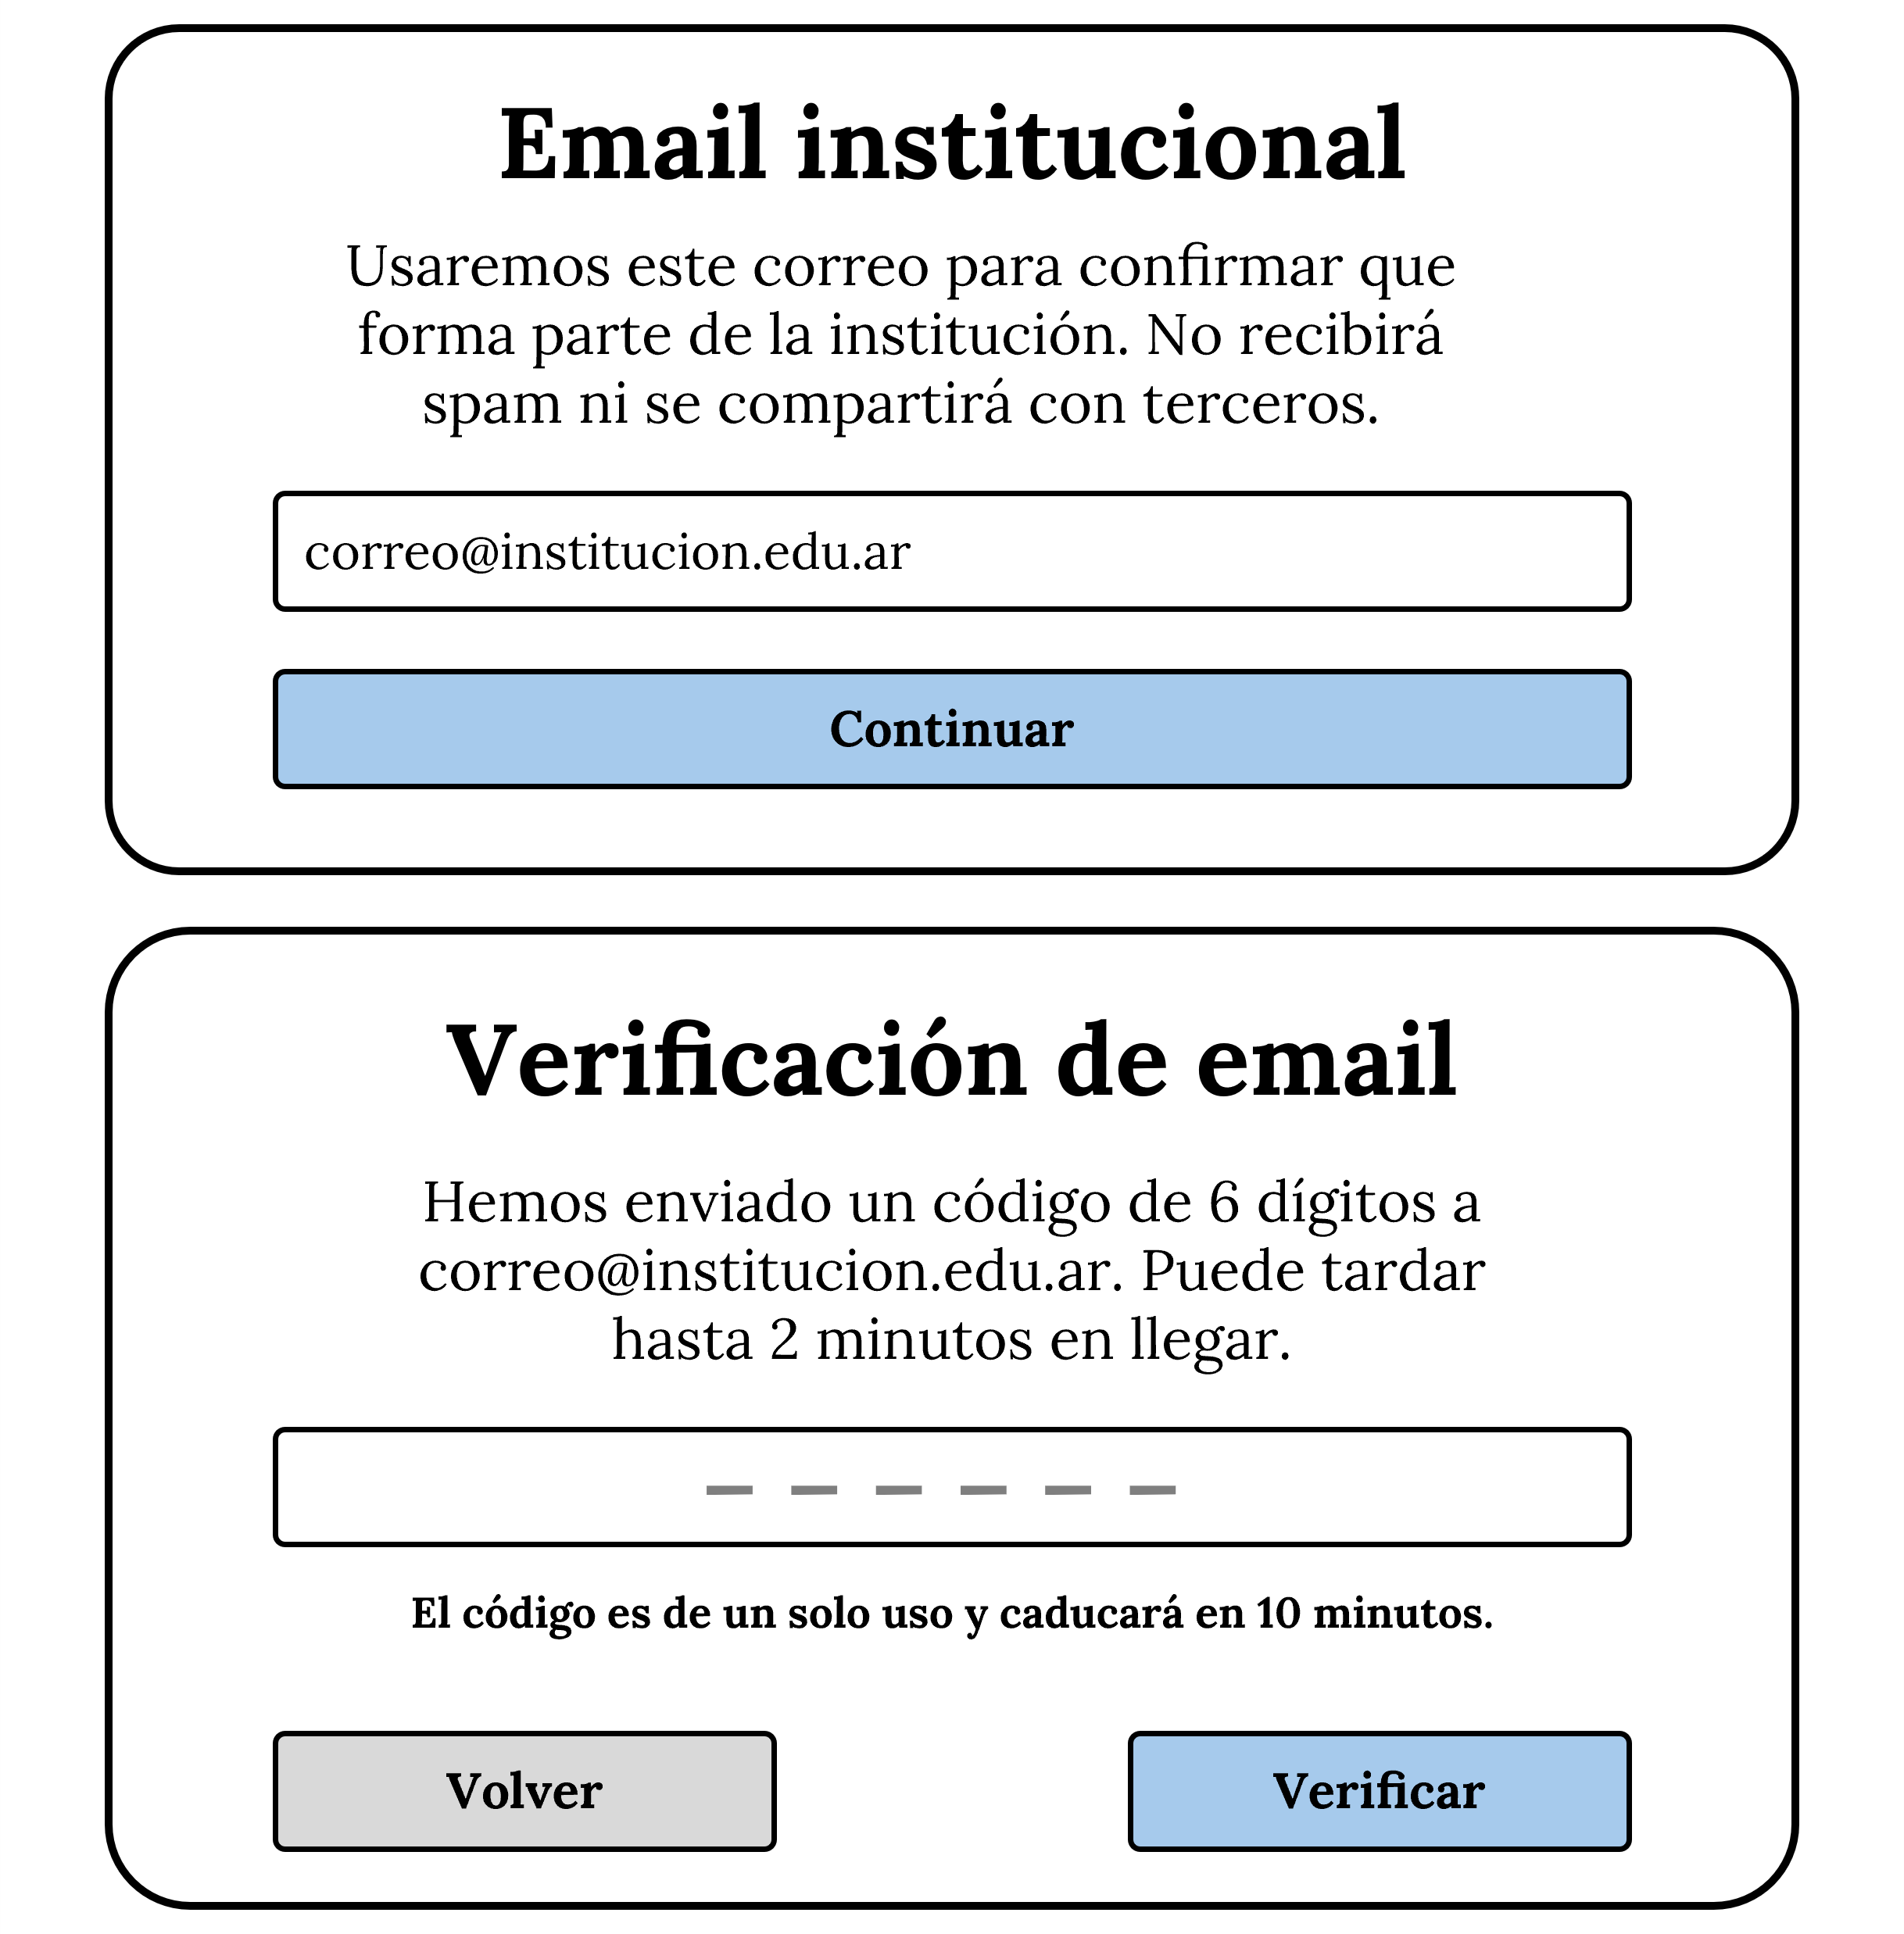 Email institucional
Usaremos este correo para confirmar que
forma parte de la institución. No recibirá
spam ni se compartirá con terceros.
correo@institucion.edu.ar
Continuar
Verificación de email
Hemos enviado un código de 6 dígitos a
correo@institucion.edu.ar. Puede tardar
hasta 2 minutos en llegar.
_ _ _ _ _ _
El código es de un solo uso y caducará en 10 minutos.
Volver
Verificar